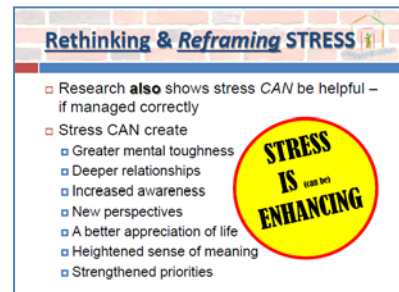 Rethinking & Reframing STRESS
Research also shows stress CAN be helpful –
if managed correctly
Stress CAN create
Greater mental toughness
Deeper relationships
Increased awareness
New perspectives
A better appreciation of life
Heightened sense of meaning
Strengthened priorities
STRESS
IS (can be)
ENHANCING